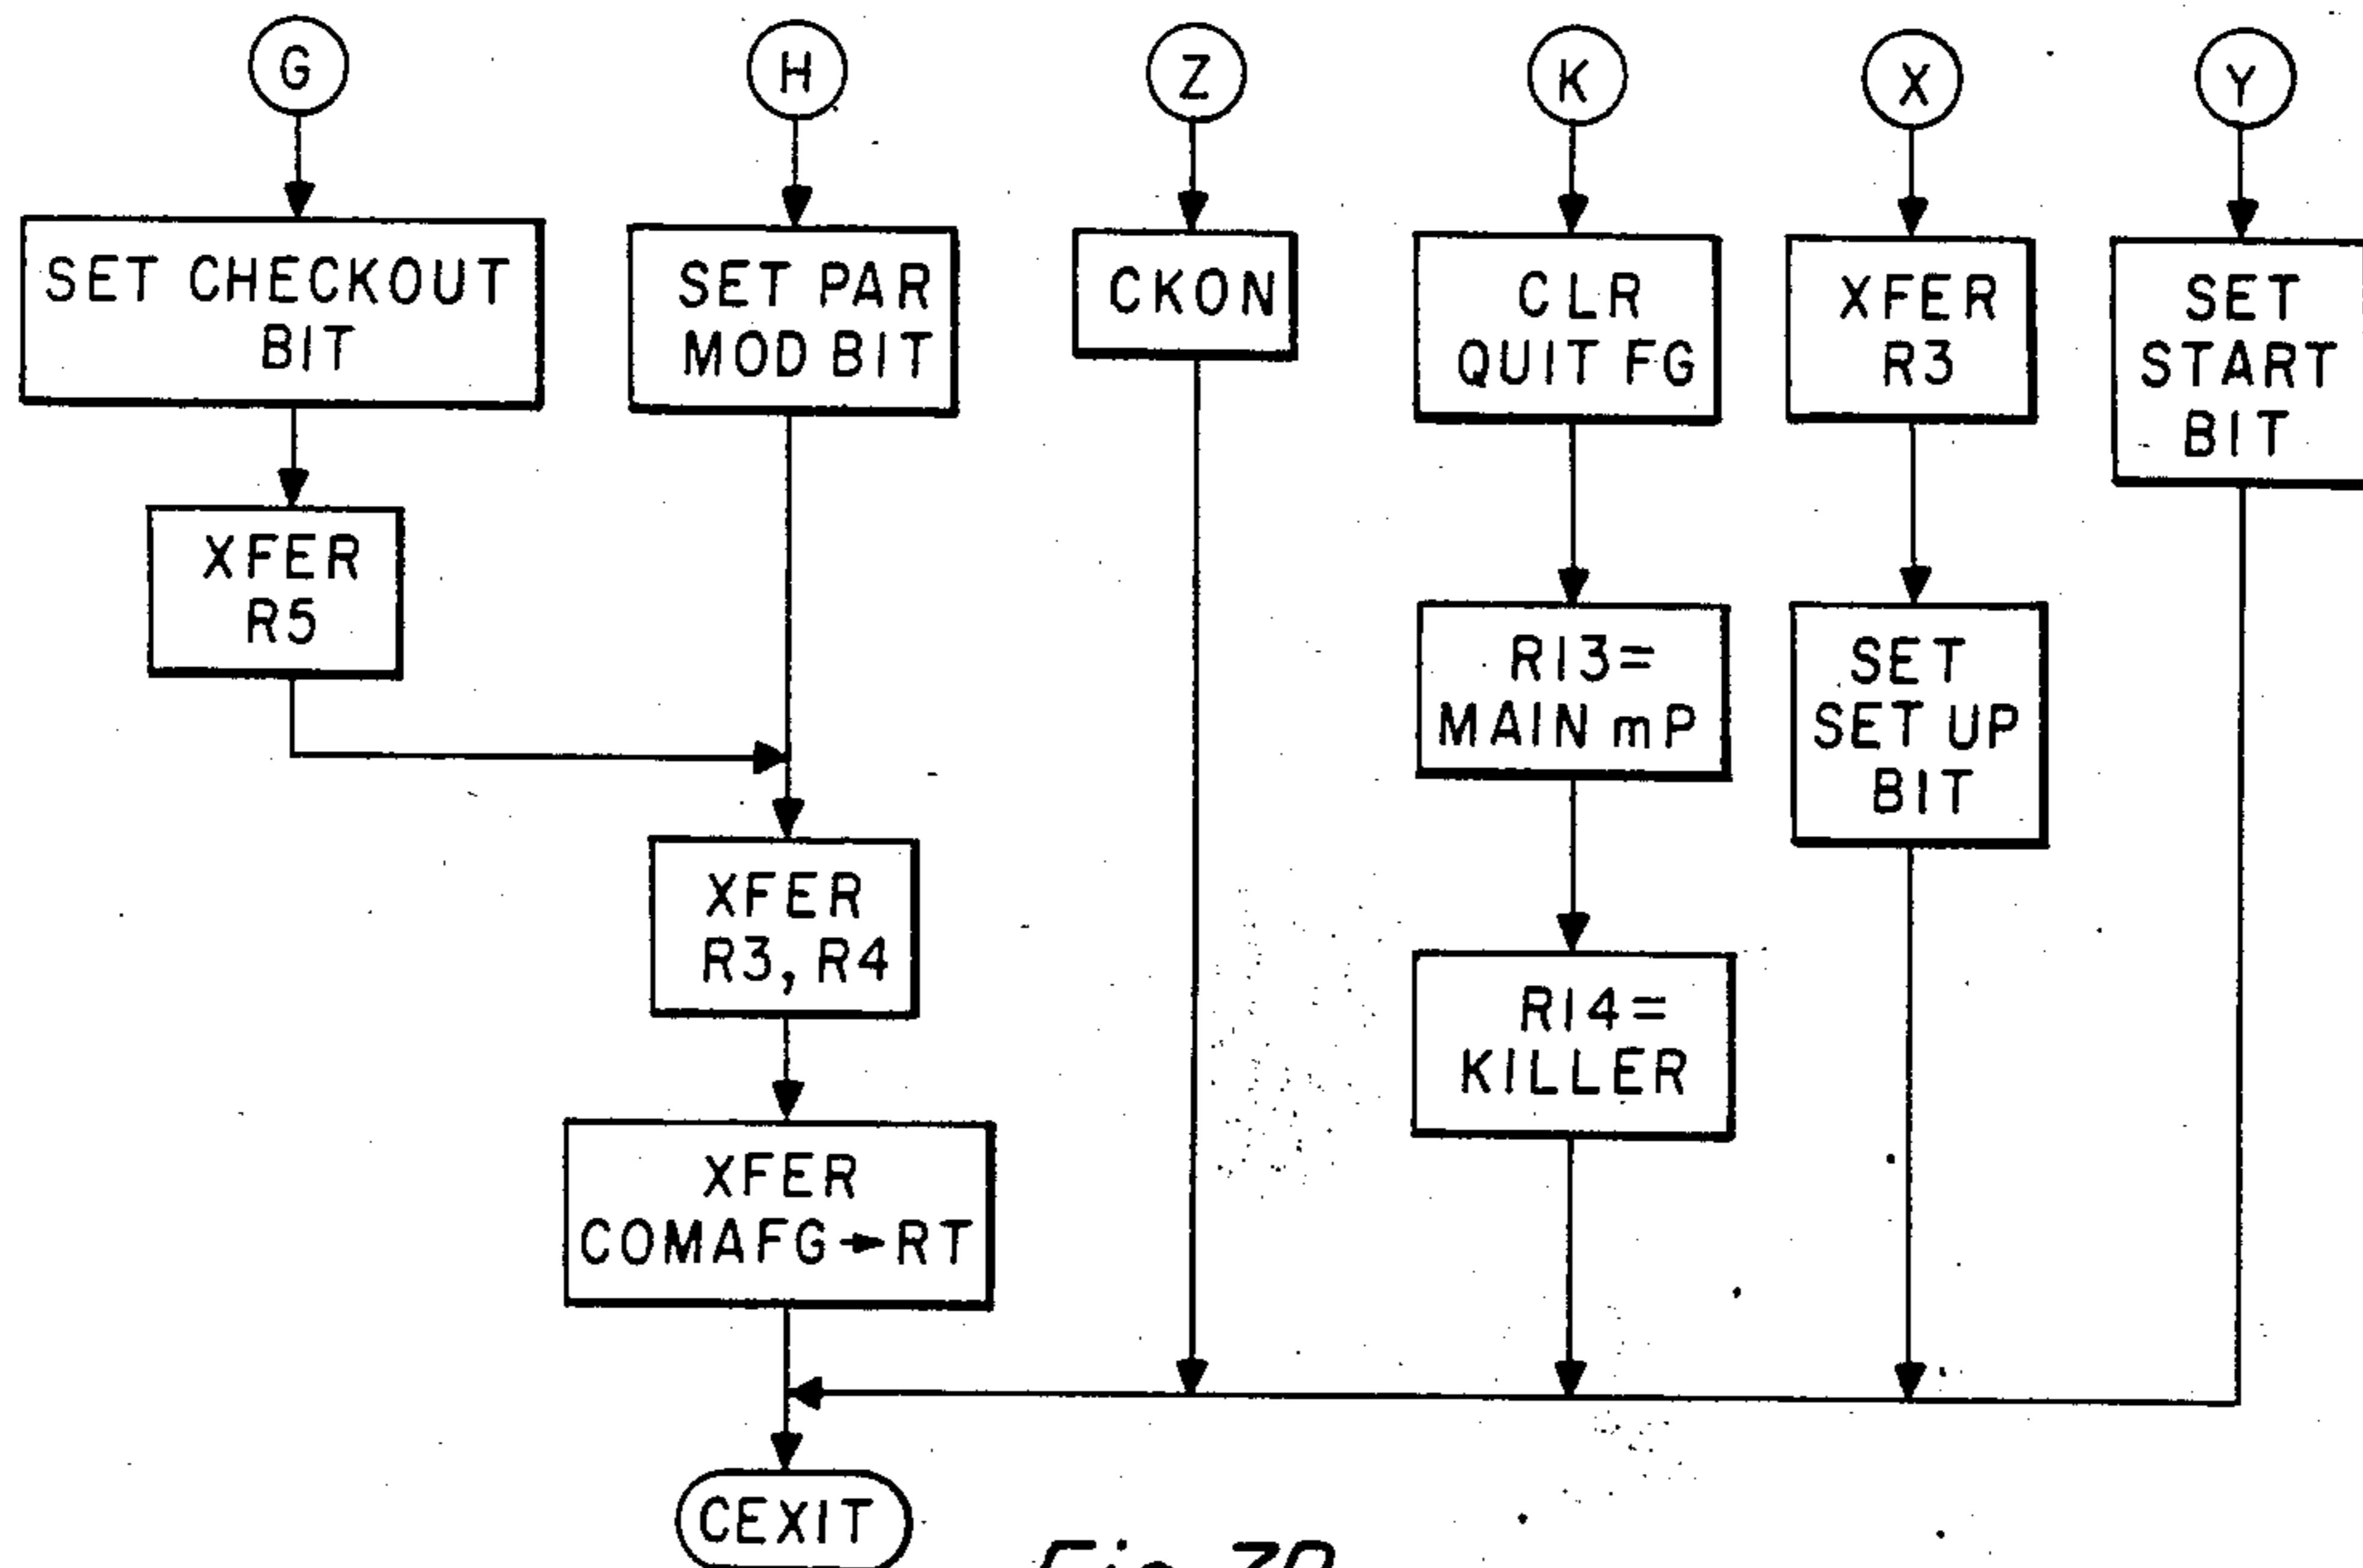 G
H
Z
K
X
Y
SET CHECKOUT
BIT
SET PAR
MOD BIT
CKON
CLR
QUIT FG
XFER
R3
SET
START
BIT
XFER
R5
R13=
MAIN mP
SET
SET UP
BIT
XFER
R3, R4
R14=
KILLER
XFER
COMAFG→RT
CEXIT